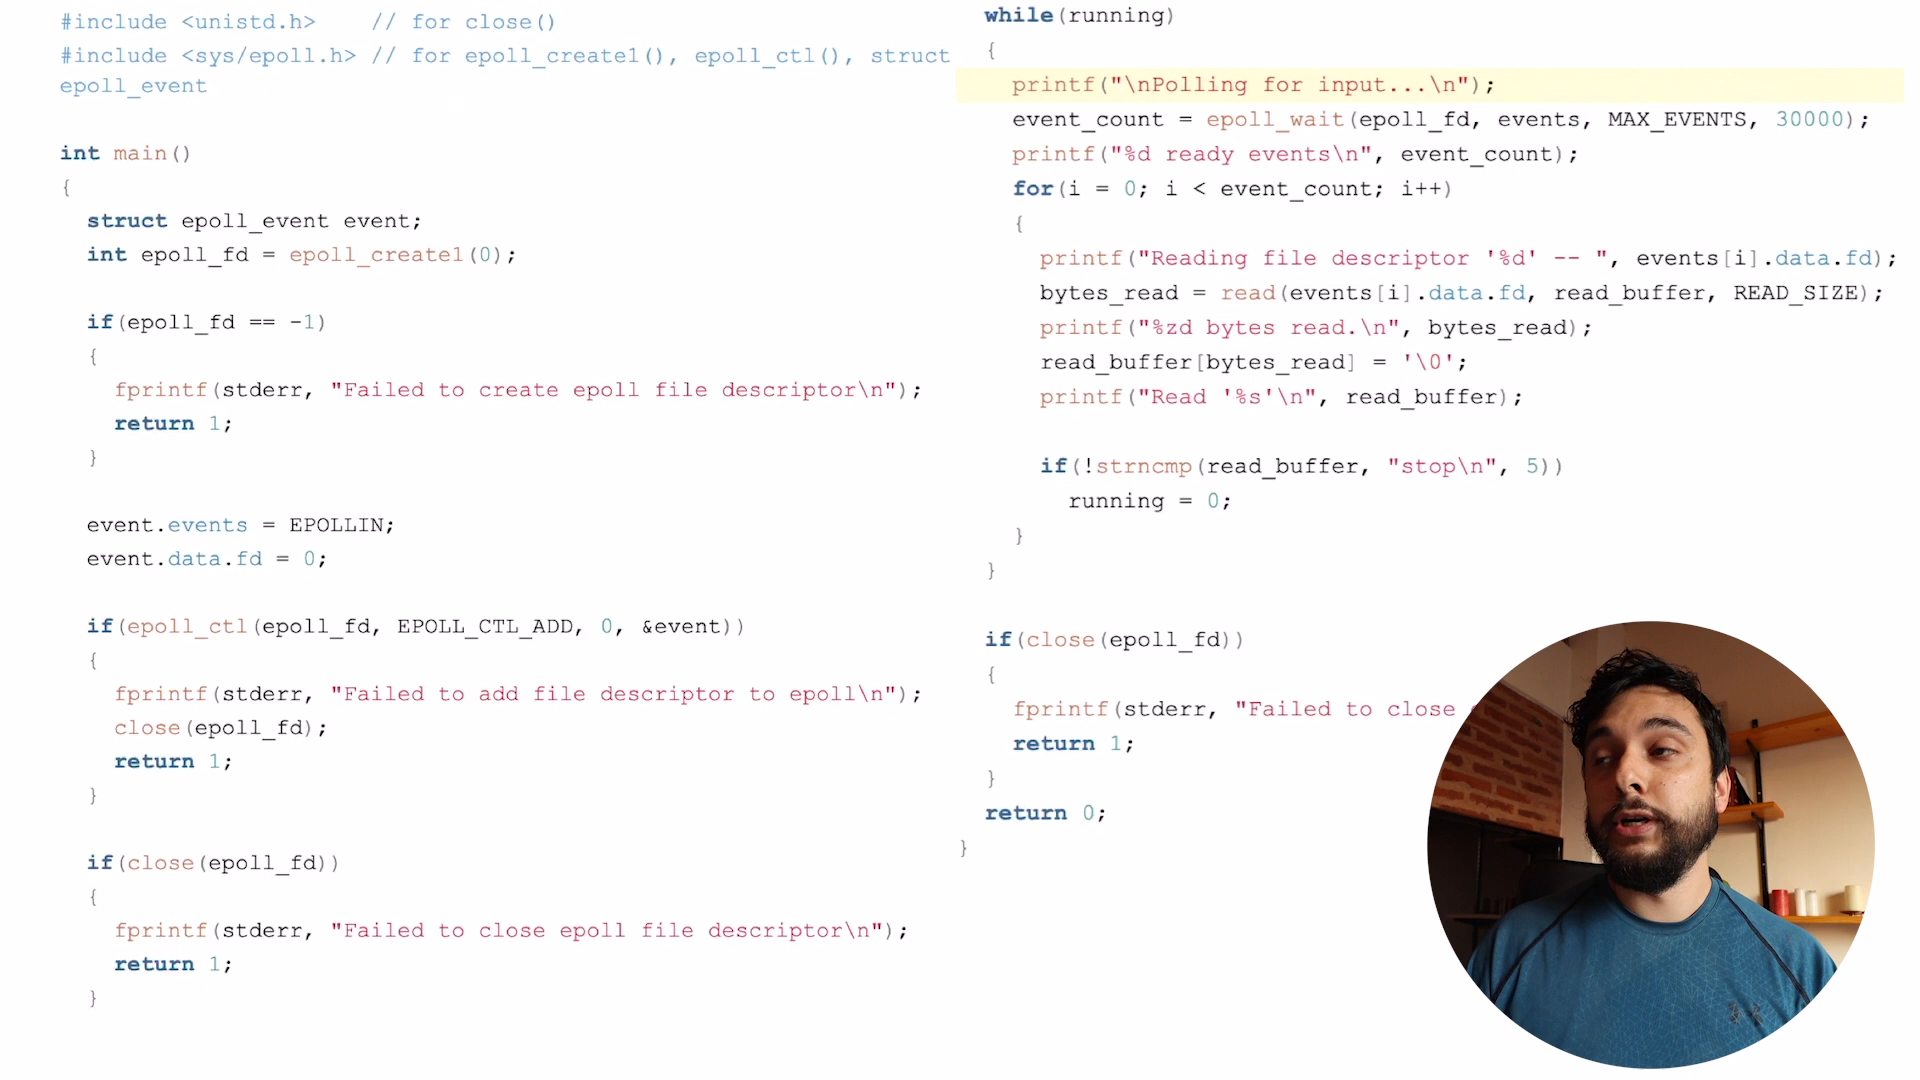 #include <unistd.h>    // for close()
#include <sys/epoll.h> // for epoll_create1(), epoll_ctl(), struct
epoll_event
int main()
{
struct epoll_event event;
int epoll_fd = epoll_create1(0);
if(epoll_fd == -1)
{
fprintf(stderr, "Failed to create epoll file descriptor\n");
return 1;
}
event.events = EPOLLIN;
event.data.fd = 0;
if(epoll_ctl(epoll_fd, EPOLL_CTL_ADD, 0, &event))
{
fprintf(stderr, "Failed to add file descriptor to epoll\n");
close(epoll_fd);
return 1;
}
if(close(epoll_fd))
{
fprintf(stderr, "Failed to close epoll file descriptor\n");
return 1;
}
while(running)
{
printf("\nPolling for input...\n");
event_count = epoll_wait(epoll_fd, events, MAX_EVENTS, 30000);
printf("%d ready events\n", event_count);
for(i = 0; i < event_count; i++)
{
printf("Reading file descriptor '%d' -- ", events[i].data.fd);
bytes_read = read(events[i].data.fd, read_buffer, READ_SIZE);
printf("%zd bytes read.\n", bytes_read);
read_buffer[bytes_read] = '\0';
printf("Read '%s'\n", read_buffer);
if(!strncmp(read_buffer, "stop\n", 5))
running = 0;
}
}
if(close(epoll_fd))
{
fprintf(stderr, "Failed to close
return 1;
}
return 0;
}